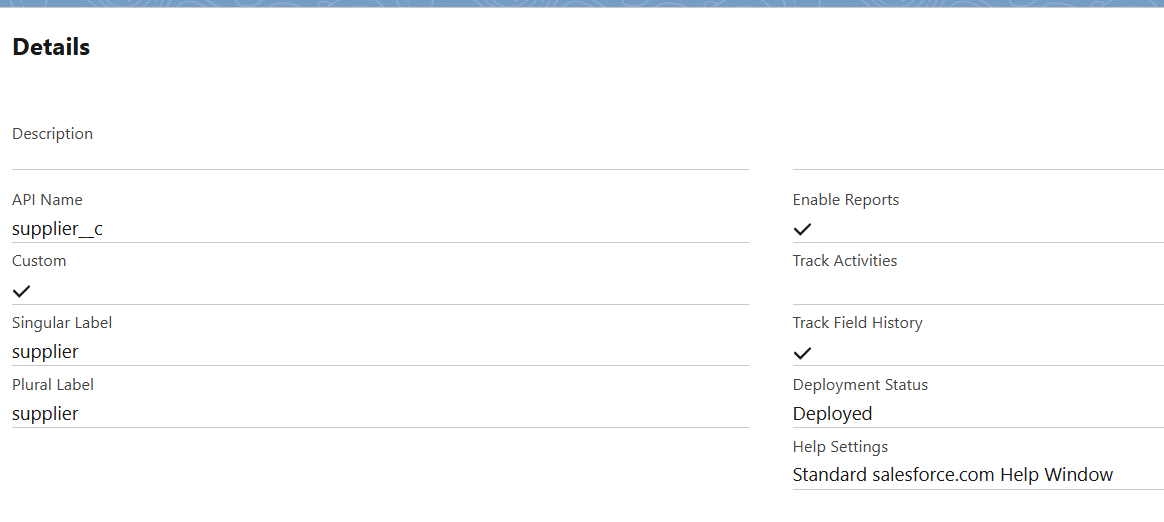 Details
Description
API Name
supplier__c
Custom
Singular Label
supplier
Plural Label
supplier
Enable Reports
Track Activities
Track Field History
Deployment Status
Deployed
Help Settings
Standard salesforce.com Help Window